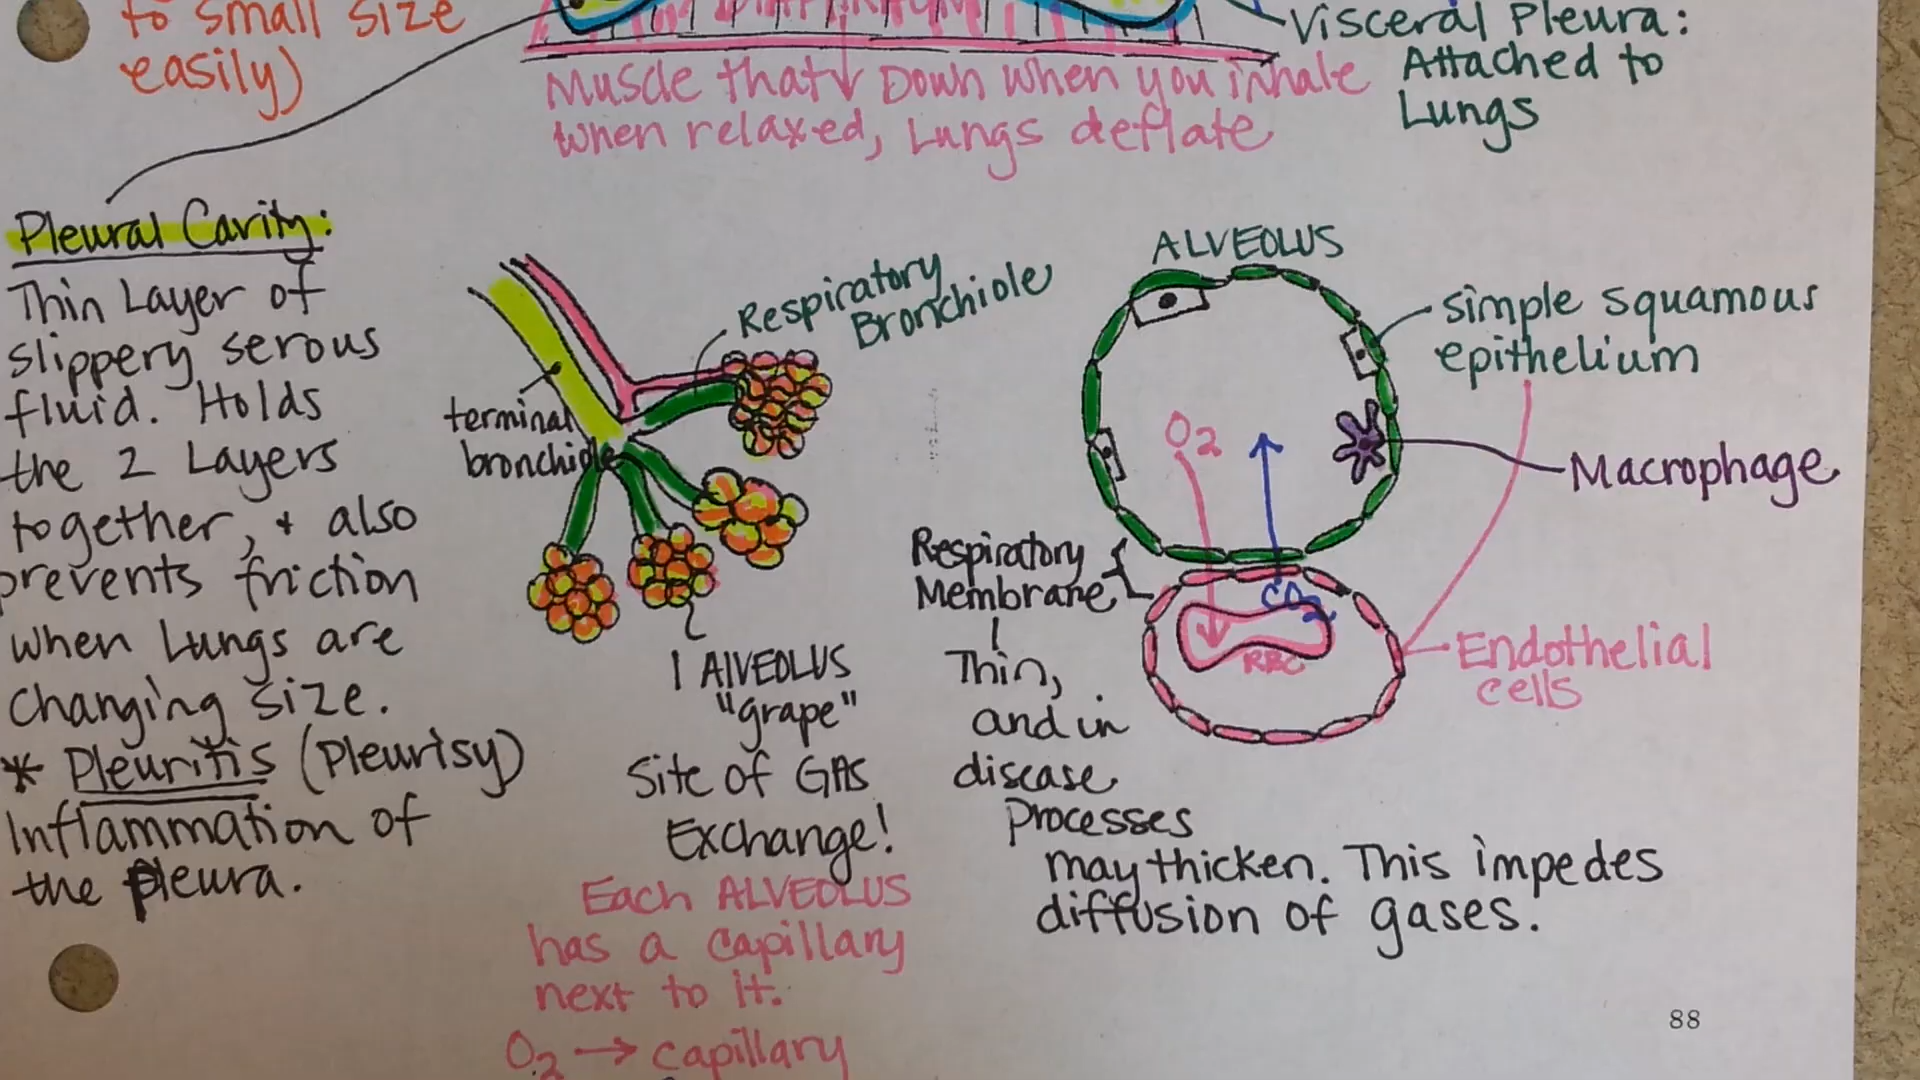 to small size
easily)
Muscle that ↓ Down when you inhale
when relaxed, Lungs deflate
Visceral Pleura:
Attached to
Lungs
Pleural Cavity:
Thin Layer of
slippery serous
fluid. Holds
the 2 Layers
together, + also
prevents friction
when Lungs are
changing size.
* Pleuritis (Pleurisy)
Inflammation of
the Pleura.
Respiratory
Bronchiole
terminal
bronchiole
1 AlVEOLUS
"grape"
Site of GAS
Exchange!
Each ALVEOLUS
has a capillary
next to it.
O2 → capillary
ALVEOLUS
simple squamous
epithelium
O2
Macrophage
Respiratory
Membrane
CO2
RBC
Endothelial
cells
Thin,
and in
disease
Processes
may thicken. This impedes
diffusion of gases.
88